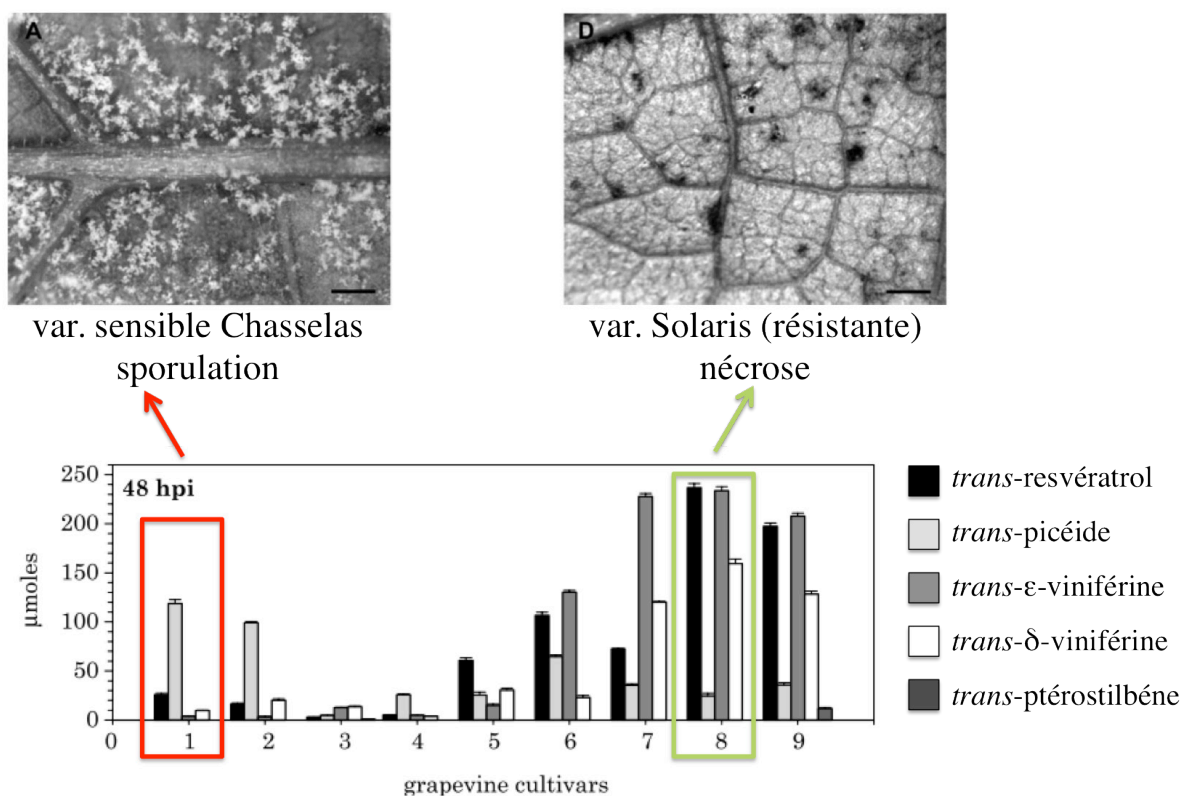 A
D
var. sensible Chasselas
sporulation
var. Solaris (résistante)
nécrose
48 hpi
250
200
150
100
50
0
µmoles
0 1 2 3 4 5 6 7 8 9
grapevine cultivars
trans-resvératrol
trans-picéide
trans-ε-viniférine
trans-δ-viniférine
trans-ptérostilbéne